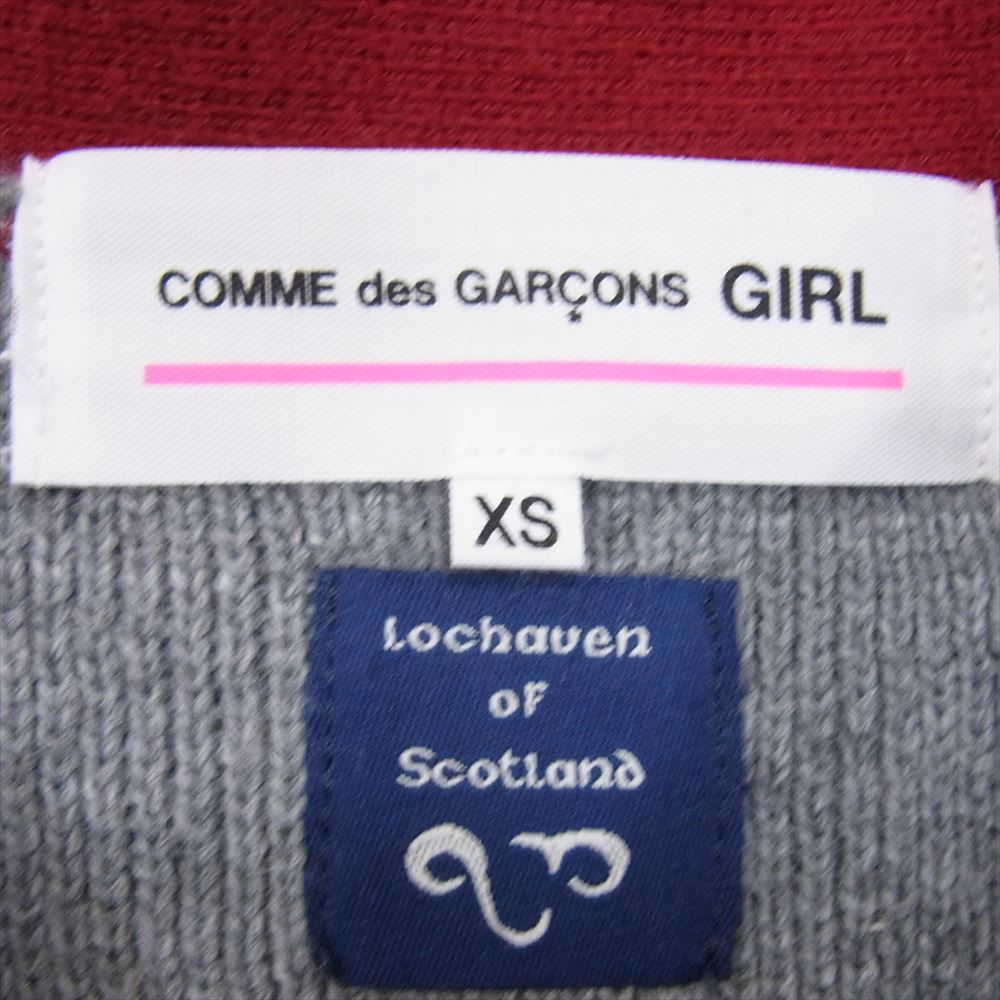 COMME des GARÇONS GIRL
XS
Lochaven
of
Scotland